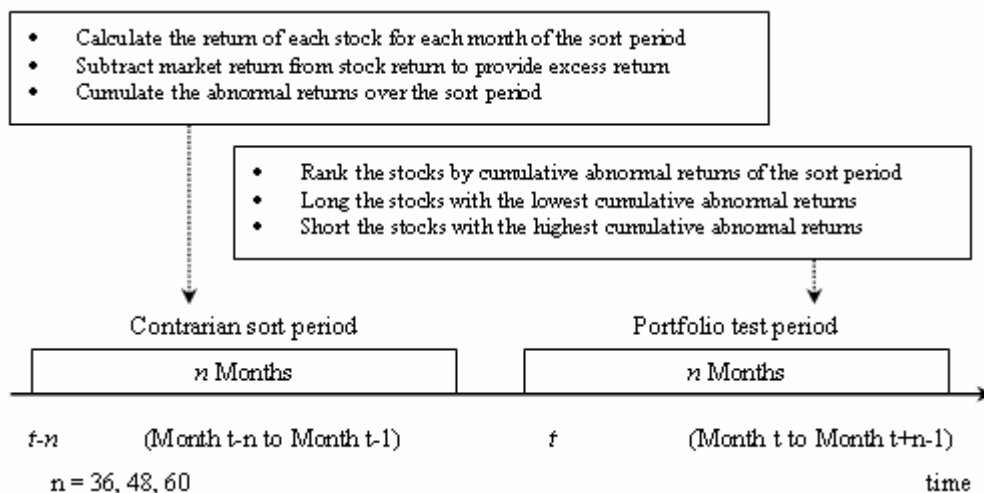 • Calculate the return of each stock for each month of the sort period
• Subtract market return from stock return to provide excess return
• Cumulate the abnormal returns over the sort period
• Rank the stocks by cumulative abnormal returns of the sort period
• Long the stocks with the lowest cumulative abnormal returns
• Short the stocks with the highest cumulative abnormal returns
Contrarian sort period
Portfolio test period
n Months
n Months
t-n
(Month t-n to Month t-1)
t
(Month t to Month t+n-1)
n = 36, 48, 60
time